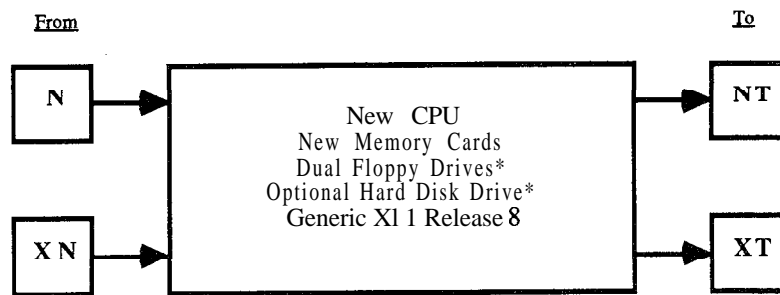 From
To
N
NT
New CPU
New Memory Cards
Dual Floppy Drives*
Optional Hard Disk Drive*
Generic Xl 1 Release 8
XN
XT